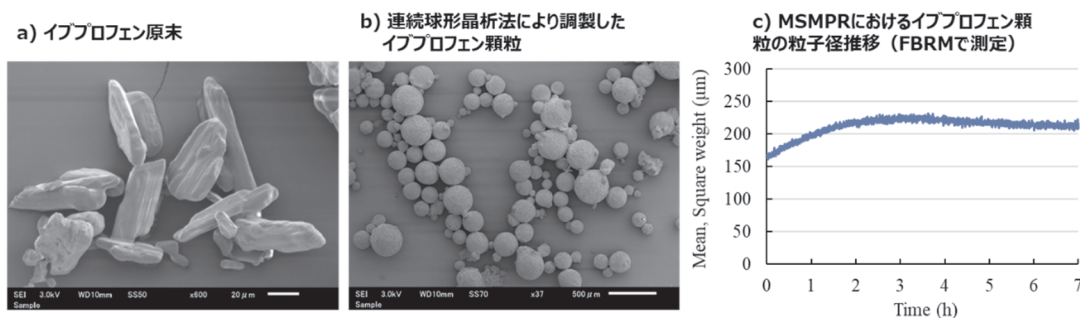 a) イブプロフェン原末
b) 連続球形晶析法により調製した
イブプロフェン顆粒
c) MSMPRにおけるイブプロフェン顆
粒の粒子径推移（FBRMで測定）
SEI 3.0kV WD10mm SS50 x600 20μm
Sample
SEI 3.0kV WD10mm SS70 x37 500μm
Sample
Mean, Square weight (μm)
300
250
200
150
100
50
0
0 1 2 3 4 5 6 7
Time (h)